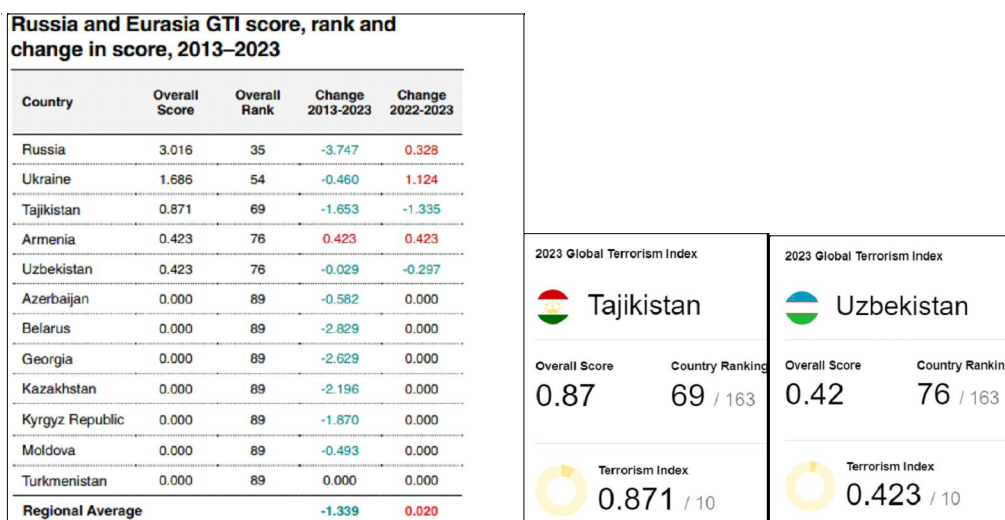 Russia and Eurasia GTI score, rank and
change in score, 2013–2023
Country Overall Score Overall Rank Change 2013-2023 Change 2022-2023
Russia 3.016 35 -3.747 0.328
Ukraine 1.686 54 -0.460 1.124
Tajikistan 0.871 69 -1.653 -1.335
Armenia 0.423 76 0.423 0.423
Uzbekistan 0.423 76 -0.029 -0.297
Azerbaijan 0.000 89 -0.582 0.000
Belarus 0.000 89 -2.829 0.000
Georgia 0.000 89 -2.629 0.000
Kazakhstan 0.000 89 -2.196 0.000
Kyrgyz Republic 0.000 89 -1.870 0.000
Moldova 0.000 89 -0.493 0.000
Turkmenistan 0.000 89 0.000 0.000
Regional Average -1.339 0.020
2023 Global Terrorism Index
Tajikistan
Overall Score Country Ranking
0.87 69 / 163
Terrorism Index
0.871 / 10
2023 Global Terrorism Index
Uzbekistan
Overall Score Country Rankin
0.42 76 / 163
Terrorism Index
0.423 / 10